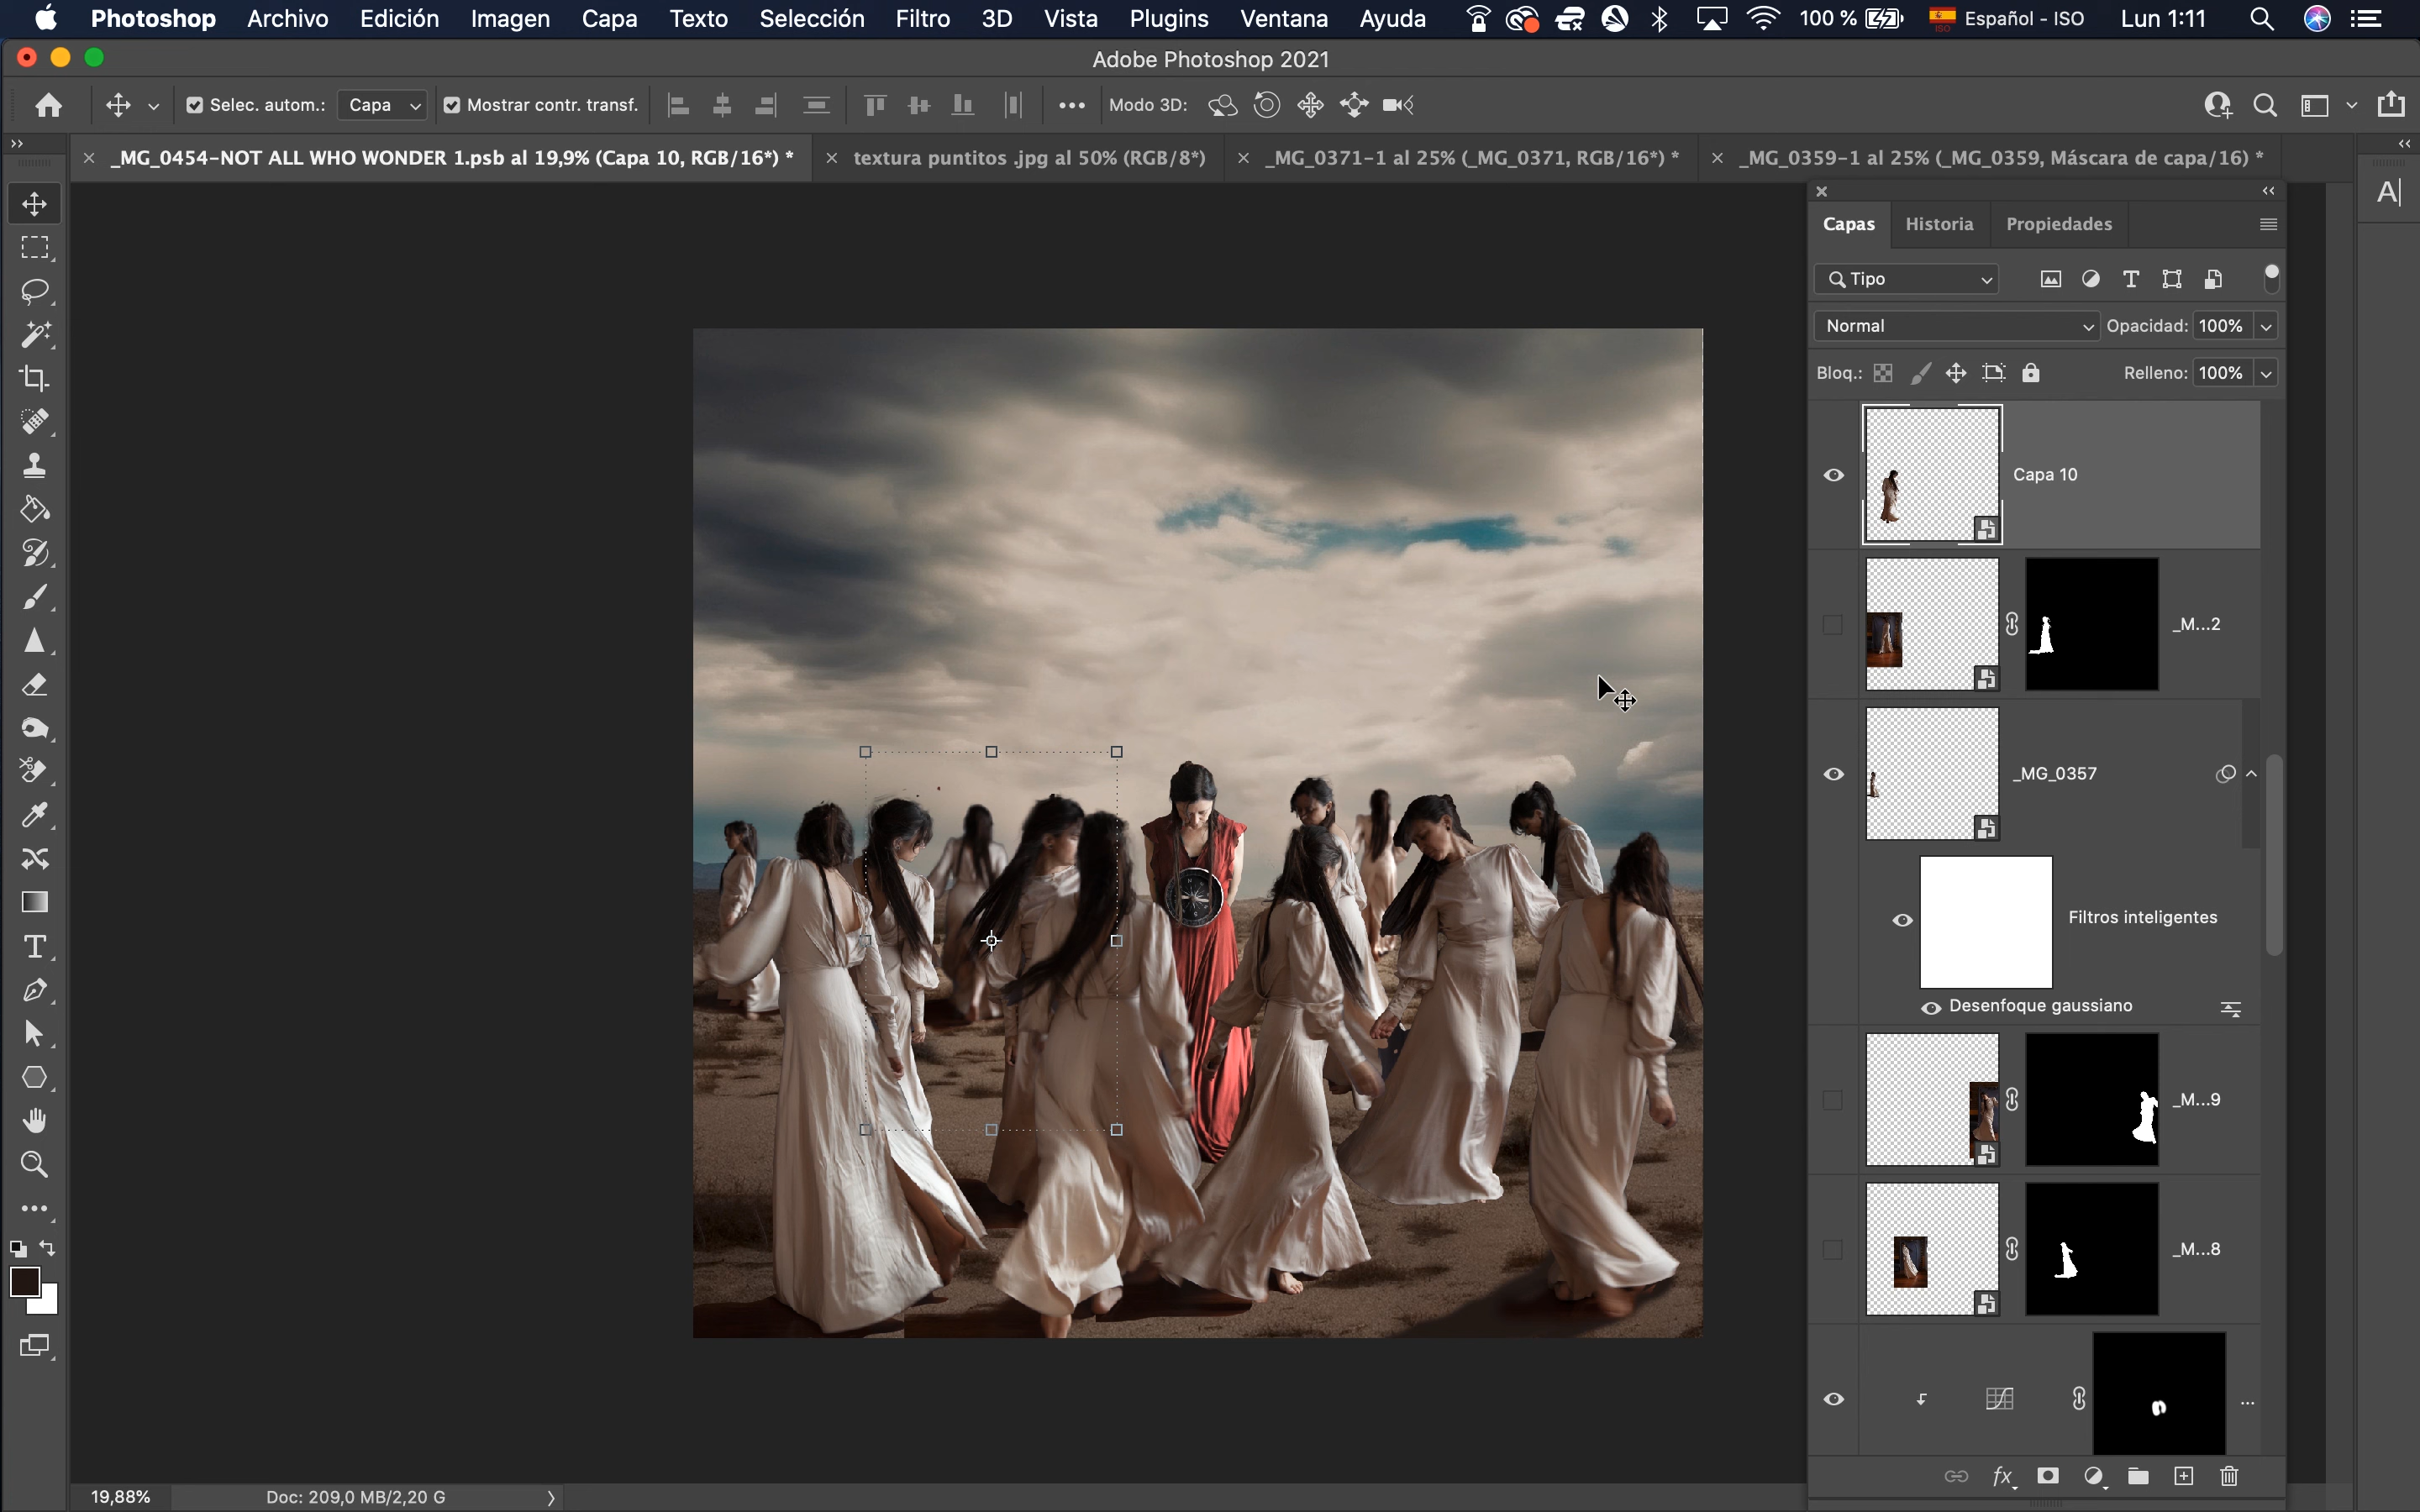 Photoshop Archivo Edición Imagen Capa Texto Selección Filtro 3D Vista Plugins Ventana Ayuda 100 % Español - ISO Lun 1:11
Adobe Photoshop 2021
Selec. autom.: Capa Mostrar contr. transf. Modo 3D:
_MG_0454-NOT ALL WHO WONDER 1.psb al 19,9% (Capa 10, RGB/16*) * textura puntitos .jpg al 50% (RGB/8*) _MG_0371-1 al 25% (_MG_0371, RGB/16*) * _MG_0359-1 al 25% (_MG_0359, Máscara de capa/16) *
Capas Historia Propiedades
Tipo
Normal Opacidad: 100%
Bloq.: Relleno: 100%
Capa 10
_M...2
_MG_0357
Filtros inteligentes
Desenfoque gaussiano
_M...9
_M...8
...
19,88% Doc: 209,0 MB/2,20 G